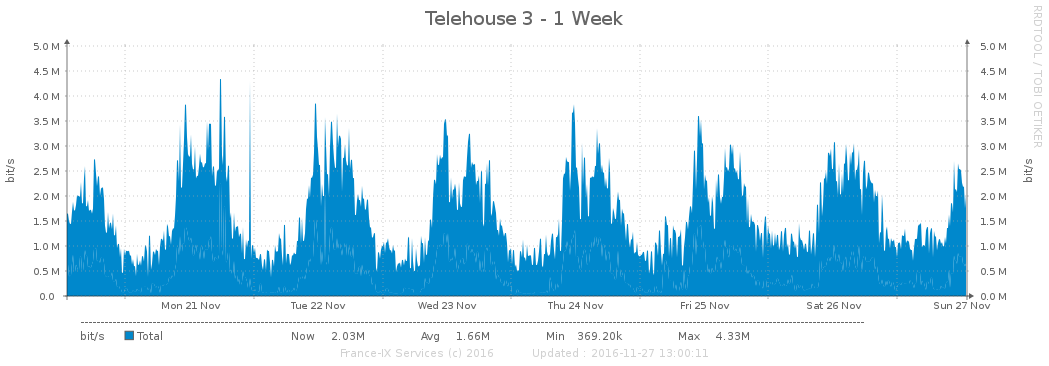 Telehouse 3 - 1 Week
RRDTOOL / TOBI OETIKER
bit/s
5.0 M 5.0 M
4.5 M 4.5 M
4.0 M 4.0 M
3.5 M 3.5 M
3.0 M 3.0 M
2.5 M 2.5 M
2.0 M 2.0 M
1.5 M 1.5 M
1.0 M 1.0 M
0.5 M 0.5 M
0.0 0.0 M
bit/s
Mon 21 Nov Tue 22 Nov Wed 23 Nov Thu 24 Nov Fri 25 Nov Sat 26 Nov Sun 27 Nov
bit/s Total Now 2.03M Avg 1.66M Min 369.20k Max 4.33M
France-IX Services (c) 2016 Updated : 2016-11-27 13:00:11